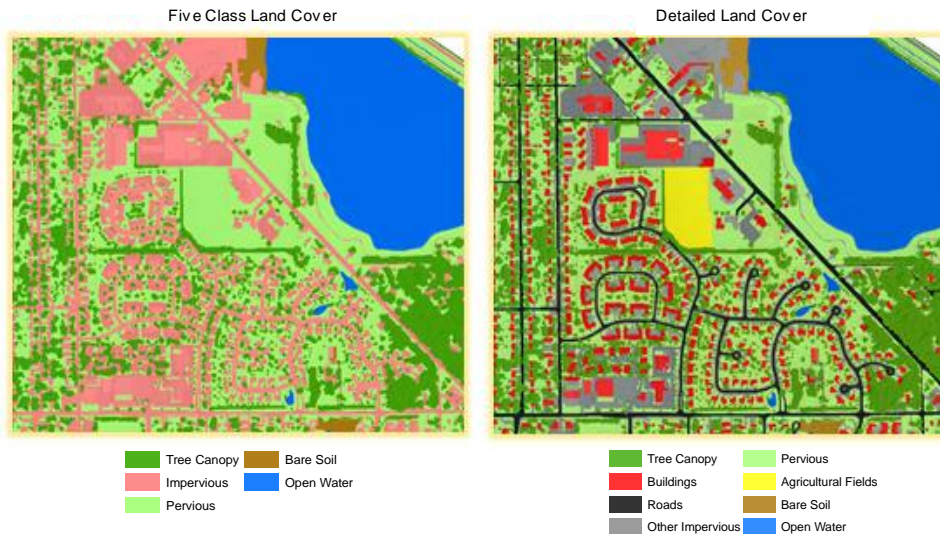 Five Class Land Cover
Detailed Land Cover
Tree Canopy
Bare Soil
Impervious
Open Water
Pervious
Tree Canopy
Pervious
Buildings
Agricultural Fields
Roads
Bare Soil
Other Impervious
Open Water